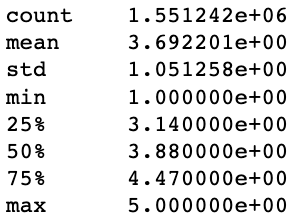 count 1.551242e+06
mean 3.692201e+00
std 1.051258e+00
min 1.000000e+00
25% 3.140000e+00
50% 3.880000e+00
75% 4.470000e+00
max 5.000000e+00